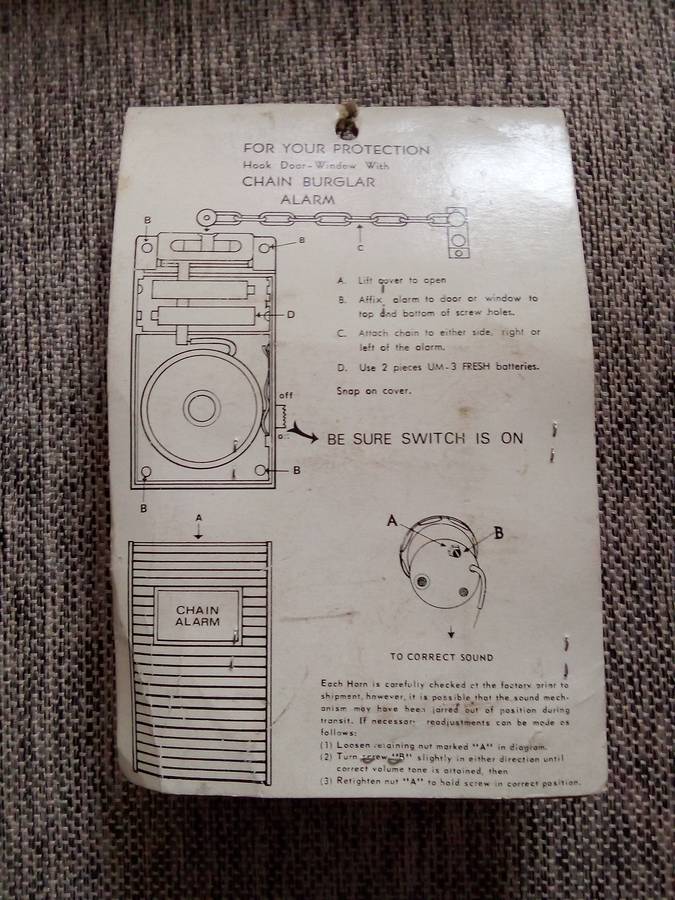 FOR YOUR PROTECTION
Hook Door-Window With
CHAIN BURGLAR
ALARM
B
B
C
A. Lift cover to open
B. Affix alarm to door or window to
top and bottom of screw holes.
C. Attach chain to either side, right or
left of the alarm.
D
D. Use 2 pieces UM-3 FRESH batteries.
Snap on cover.
off
BE SURE SWITCH IS ON
B
B
A
A
B
CHAIN
ALARM
TO CORRECT SOUND
Each Horn is carefully checked at the factory prior to
shipment, however, it is possible that the sound mech-
anism may have been jarred out of position during
transit. If necessary readjustments can be made as
follows:
(1) Loosen retaining nut marked "A" in diagram.
(2) Turn screw "B" slightly in either direction until
correct volume tone is attained, then
(3) Retighten nut "A" to hold screw in correct position.